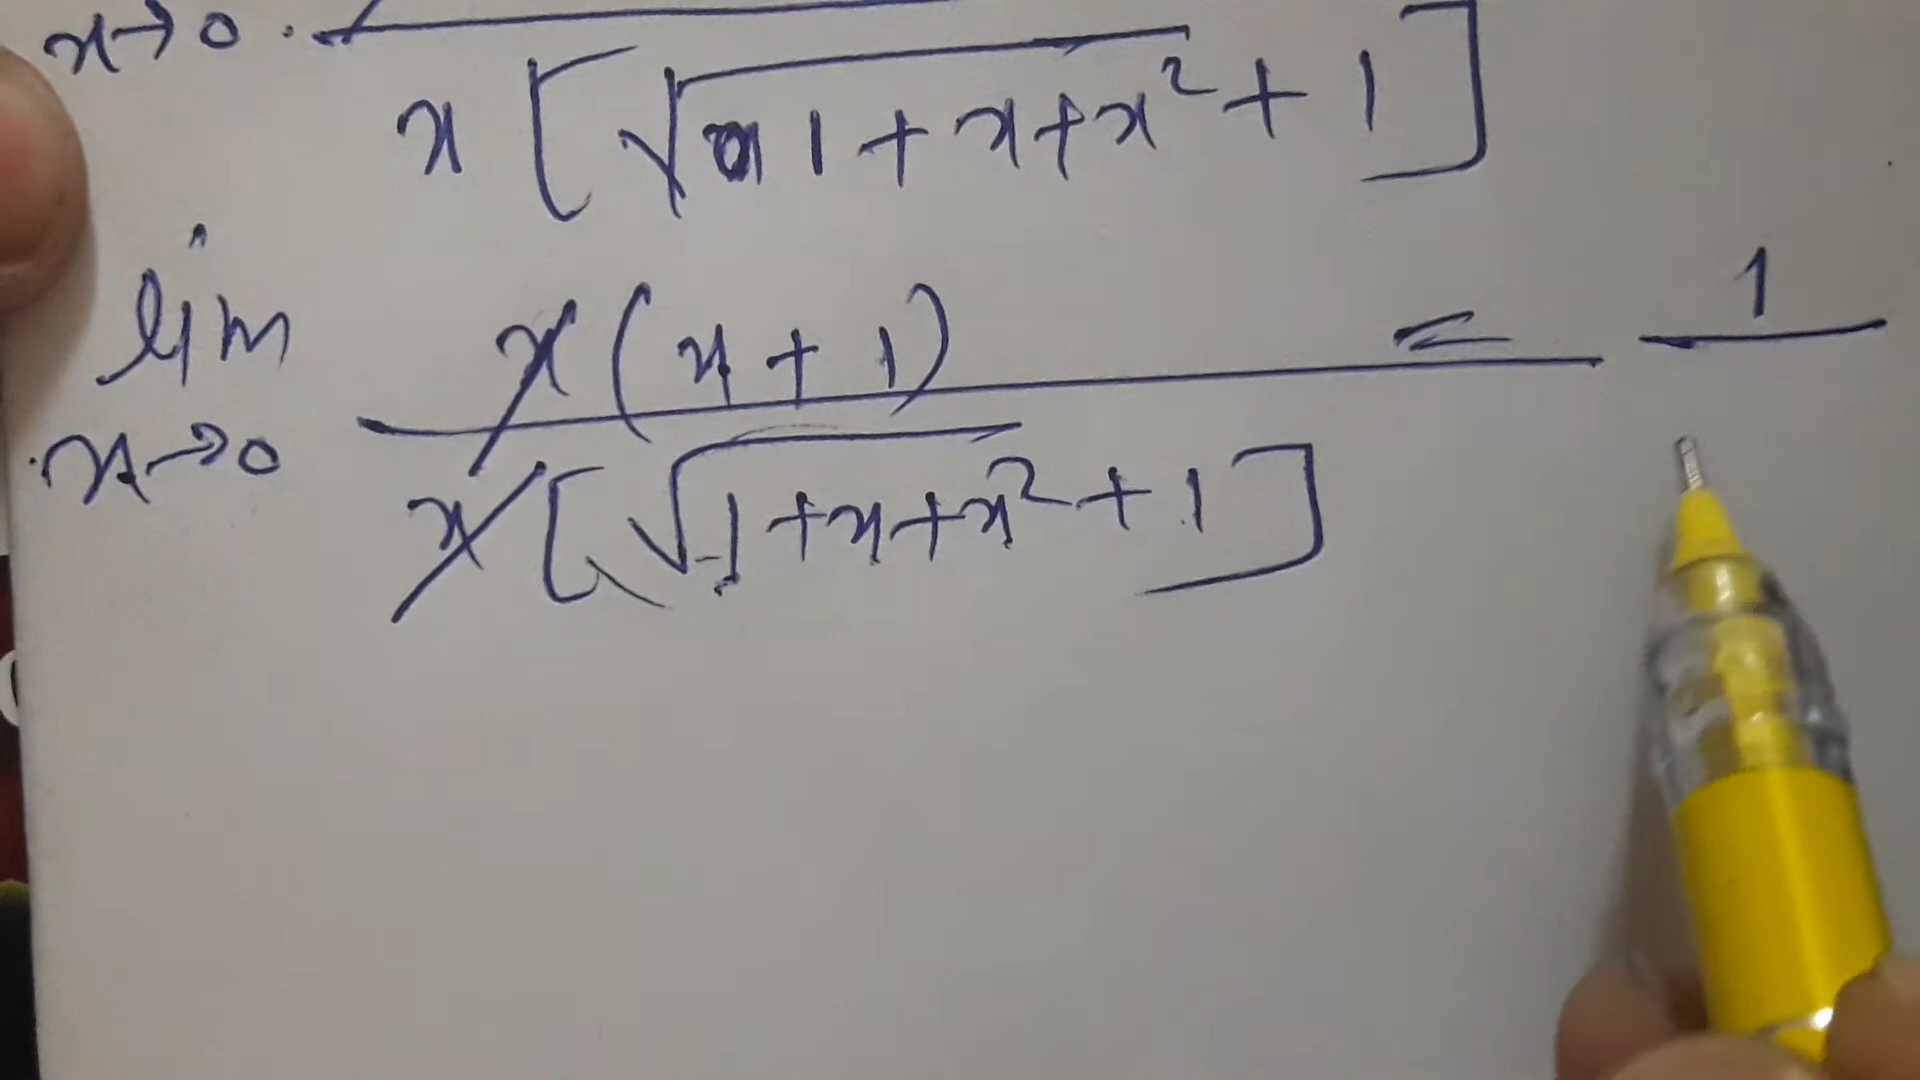 x→0
x[√1+x+x²+1]
lim x(x+1) = 1
x→0 x[√1+x+x²+1]